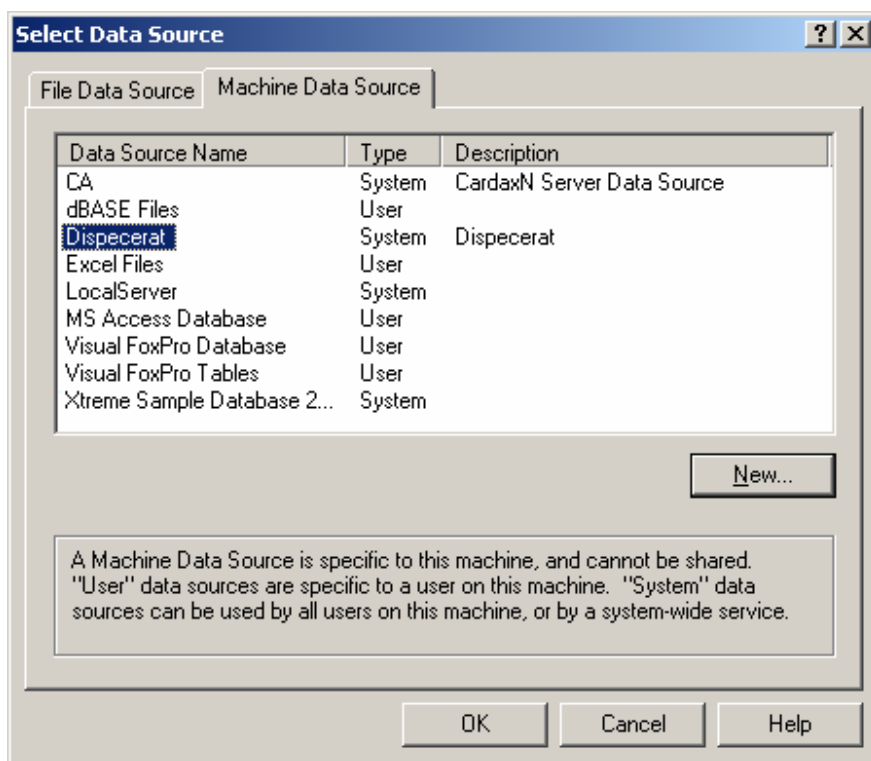 Select Data Source
File Data Source Machine Data Source
Data Source Name Type Description
CA System CardaxN Server Data Source
dBASE Files User
Dispecerat System Dispecerat
Excel Files User
LocalServer System
MS Access Database User
Visual FoxPro Database User
Visual FoxPro Tables User
Xtreme Sample Database 2... System
New...
A Machine Data Source is specific to this machine, and cannot be shared.
"User" data sources are specific to a user on this machine. "System" data
sources can be used by all users on this machine, or by a system-wide service.
OK Cancel Help